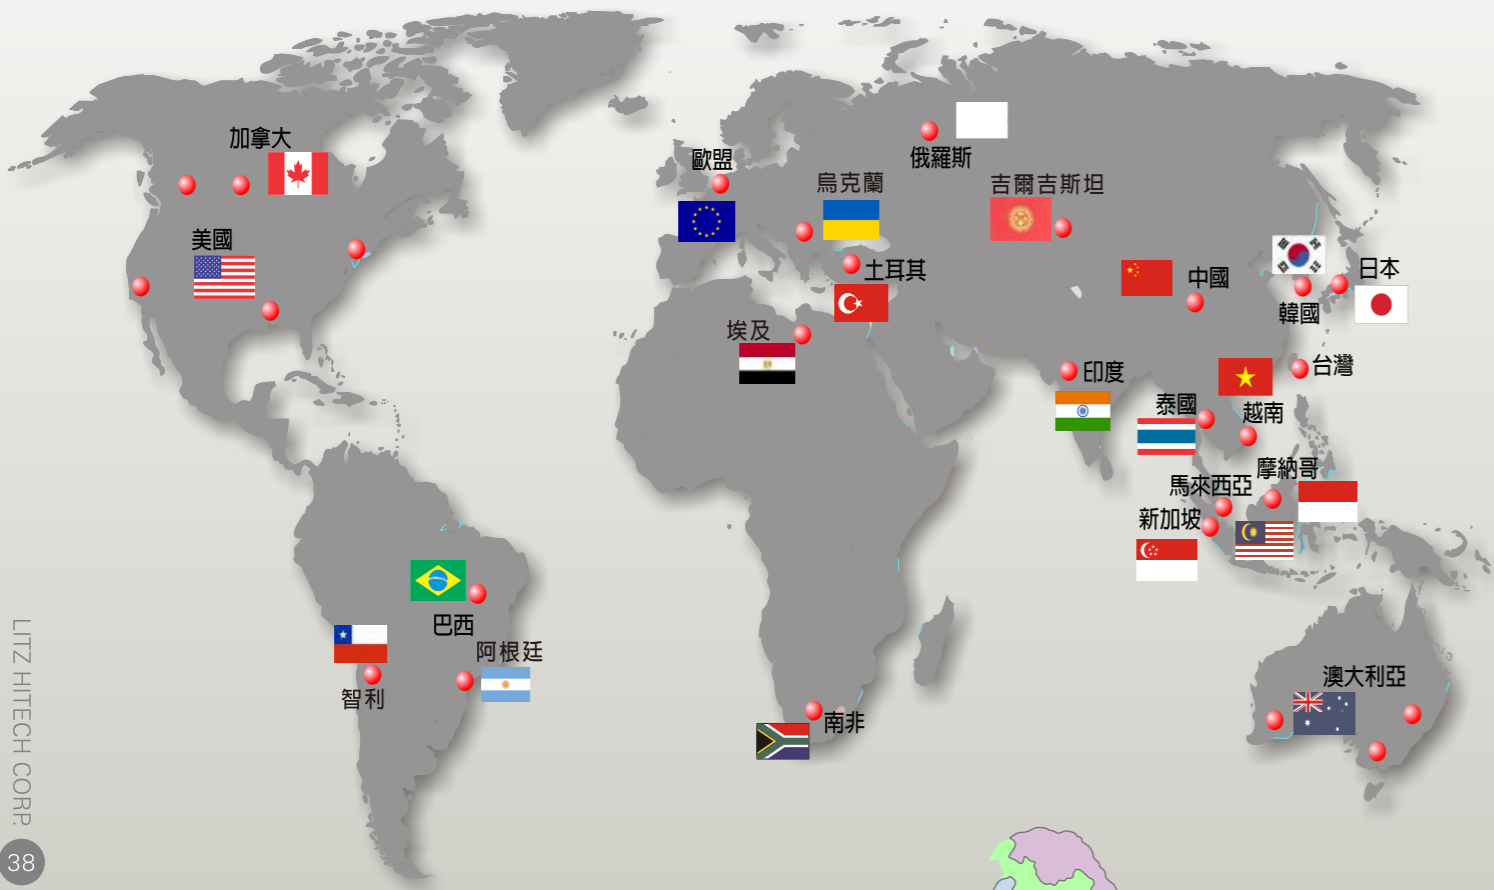 加拿大
美國
歐盟
烏克蘭
俄羅斯
吉爾吉斯坦
土耳其
埃及
中國
韓國
日本
印度
台灣
泰國
越南
摩納哥
馬來西亞
新加坡
巴西
智利
阿根廷
南非
澳大利亞
LITZ HITECH CORP.
38